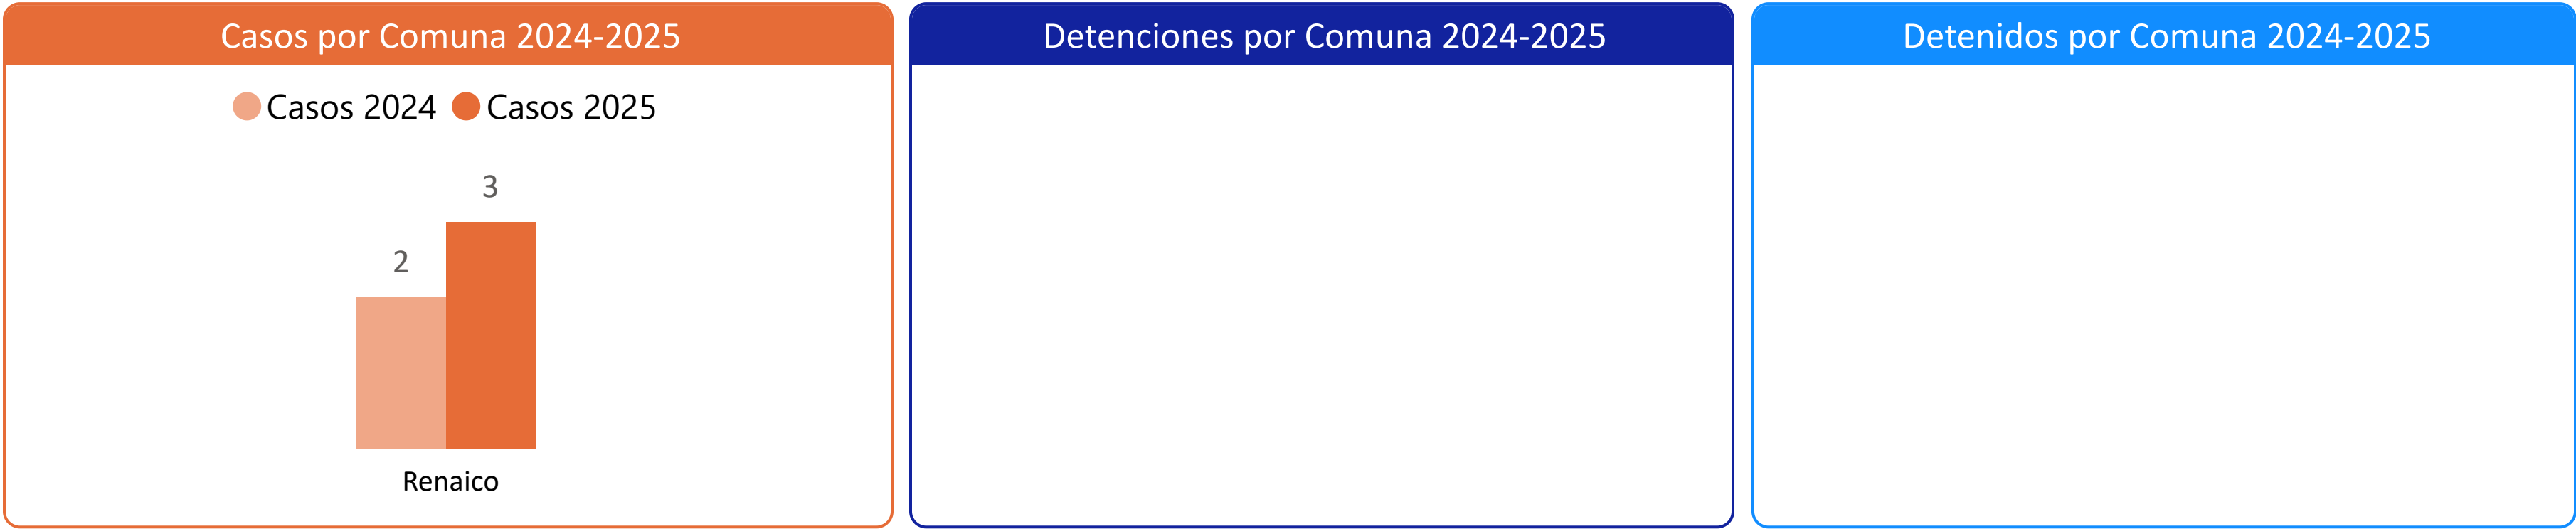 Casos por Comuna 2024-2025
Casos 2024 Casos 2025
3
2
Renaico
Detenciones por Comuna 2024-2025
Detenidos por Comuna 2024-2025